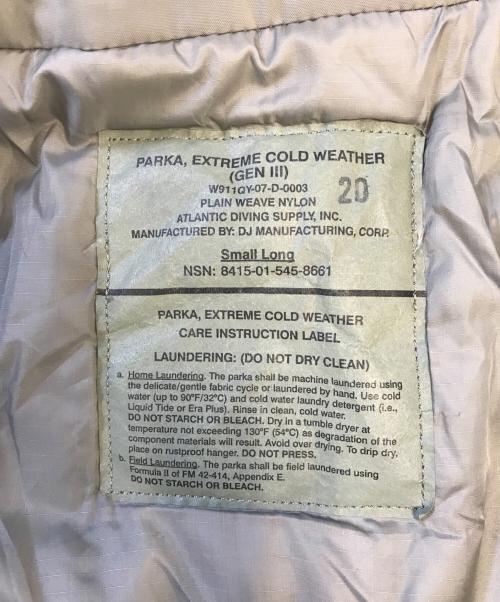 PARKA, EXTREME COLD WEATHER
(GEN III)
W911QY-07-D-0003
20
PLAIN WEAVE NYLON
ATLANTIC DIVING SUPPLY, INC.
MANUFACTURED BY: DJ MANUFACTURING, CORP.
Small Long
NSN: 8415-01-545-8661
PARKA, EXTREME COLD WEATHER
CARE INSTRUCTION LABEL
LAUNDERING: (DO NOT DRY CLEAN)
a. Home Laundering. The parka shall be machine laundered using
the delicate/gentle fabric cycle or laundered by hand. Use cold
water (up to 90°F/32°C) and cold water laundry detergent (i.e.,
Liquid Tide or Era Plus). Rinse in clean, cold water.
DO NOT STARCH OR BLEACH. Dry in a tumble dryer at
temperature not exceeding 130°F (54°C) as degradation of the
component materials will result. Avoid over drying. To drip dry,
place on rustproof hanger. DO NOT PRESS.
b. Field Laundering. The parka shall be field laundered using
Formula II of FM 42-414, Appendix E.
DO NOT STARCH OR BLEACH.